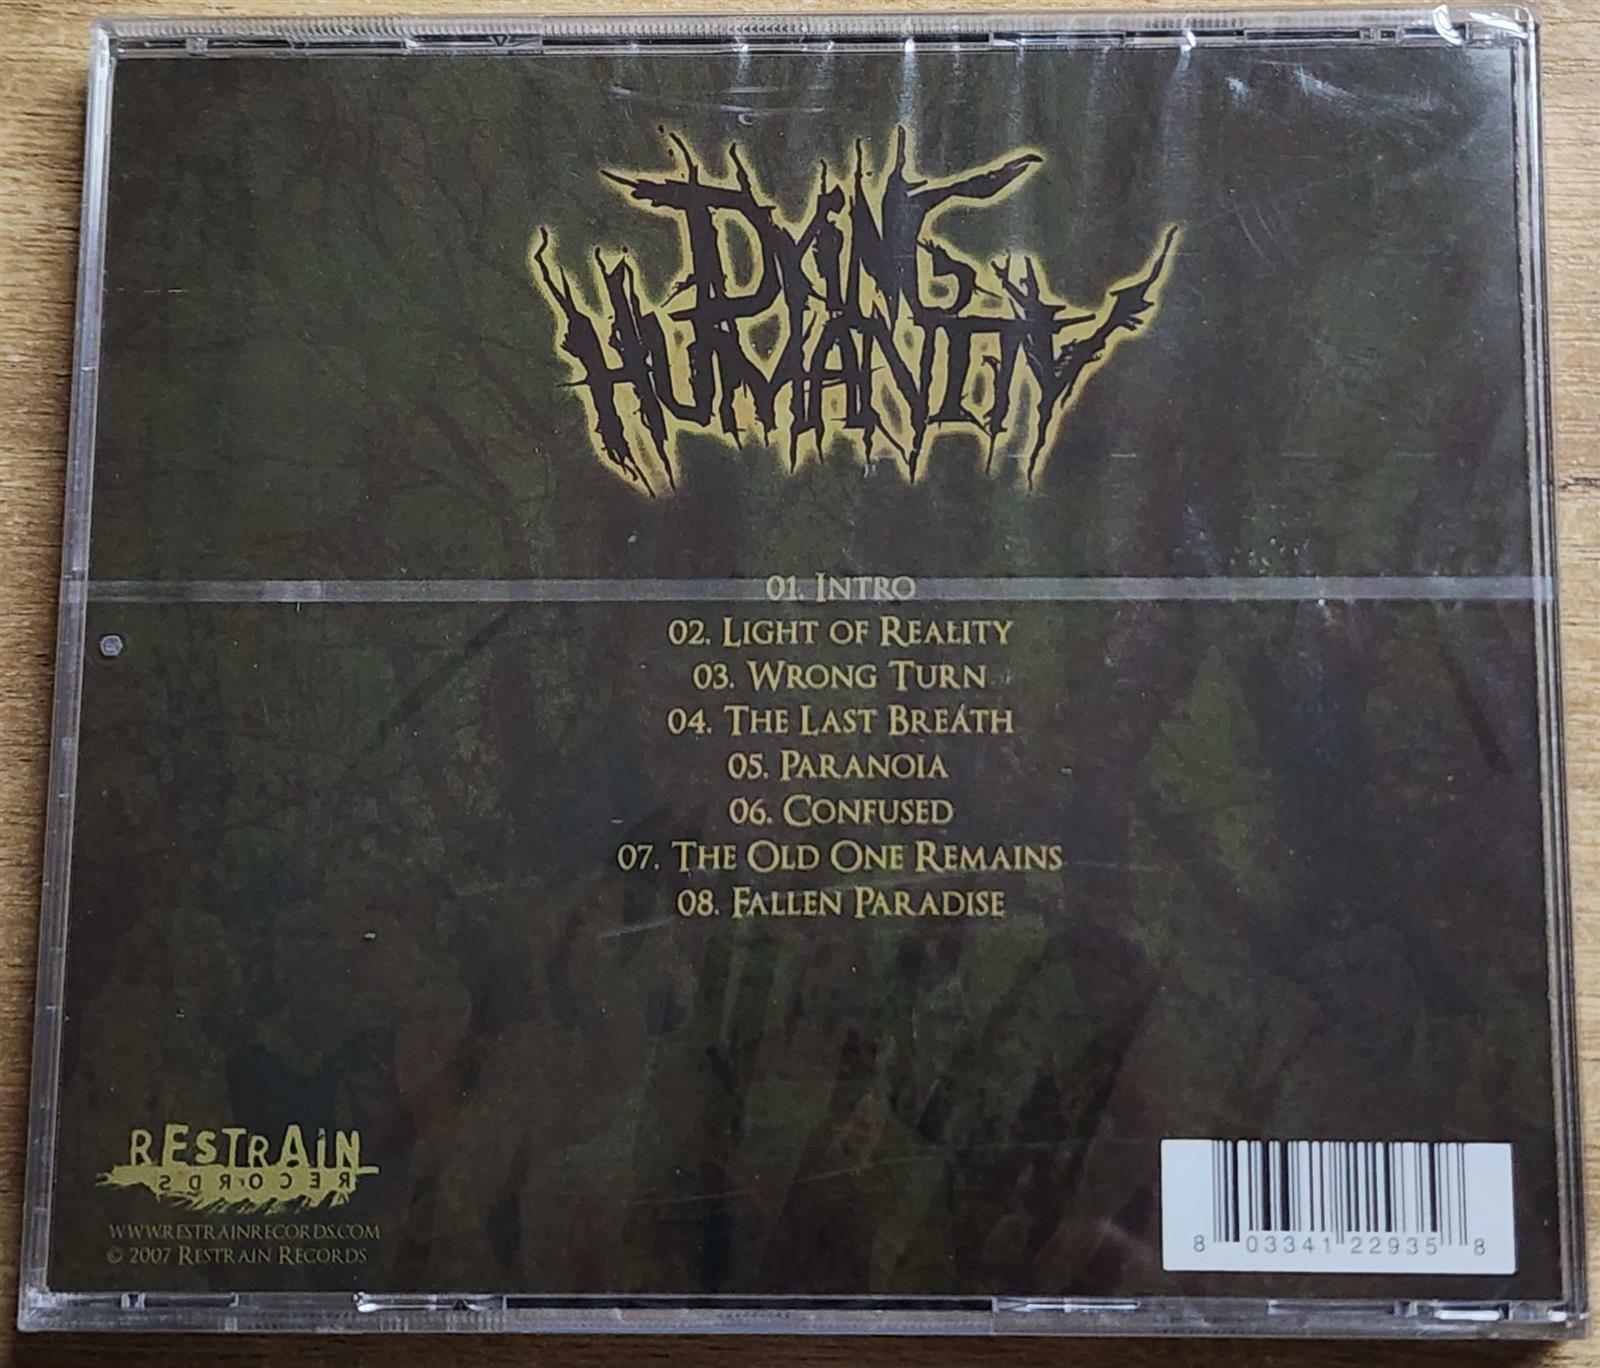 DYING
HUMANITY
01. INTRO
02. LIGHT OF REALITY
03. WRONG TURN
04. THE LAST BREATH
05. PARANOIA
06. CONFUSED
07. THE OLD ONE REMAINS
08. FALLEN PARADISE
RESTRAIN
RECORDS
WWW.RESTRAINRECORDS.COM
© 2007 RESTRAIN RECORDS
8 03341 22935 8